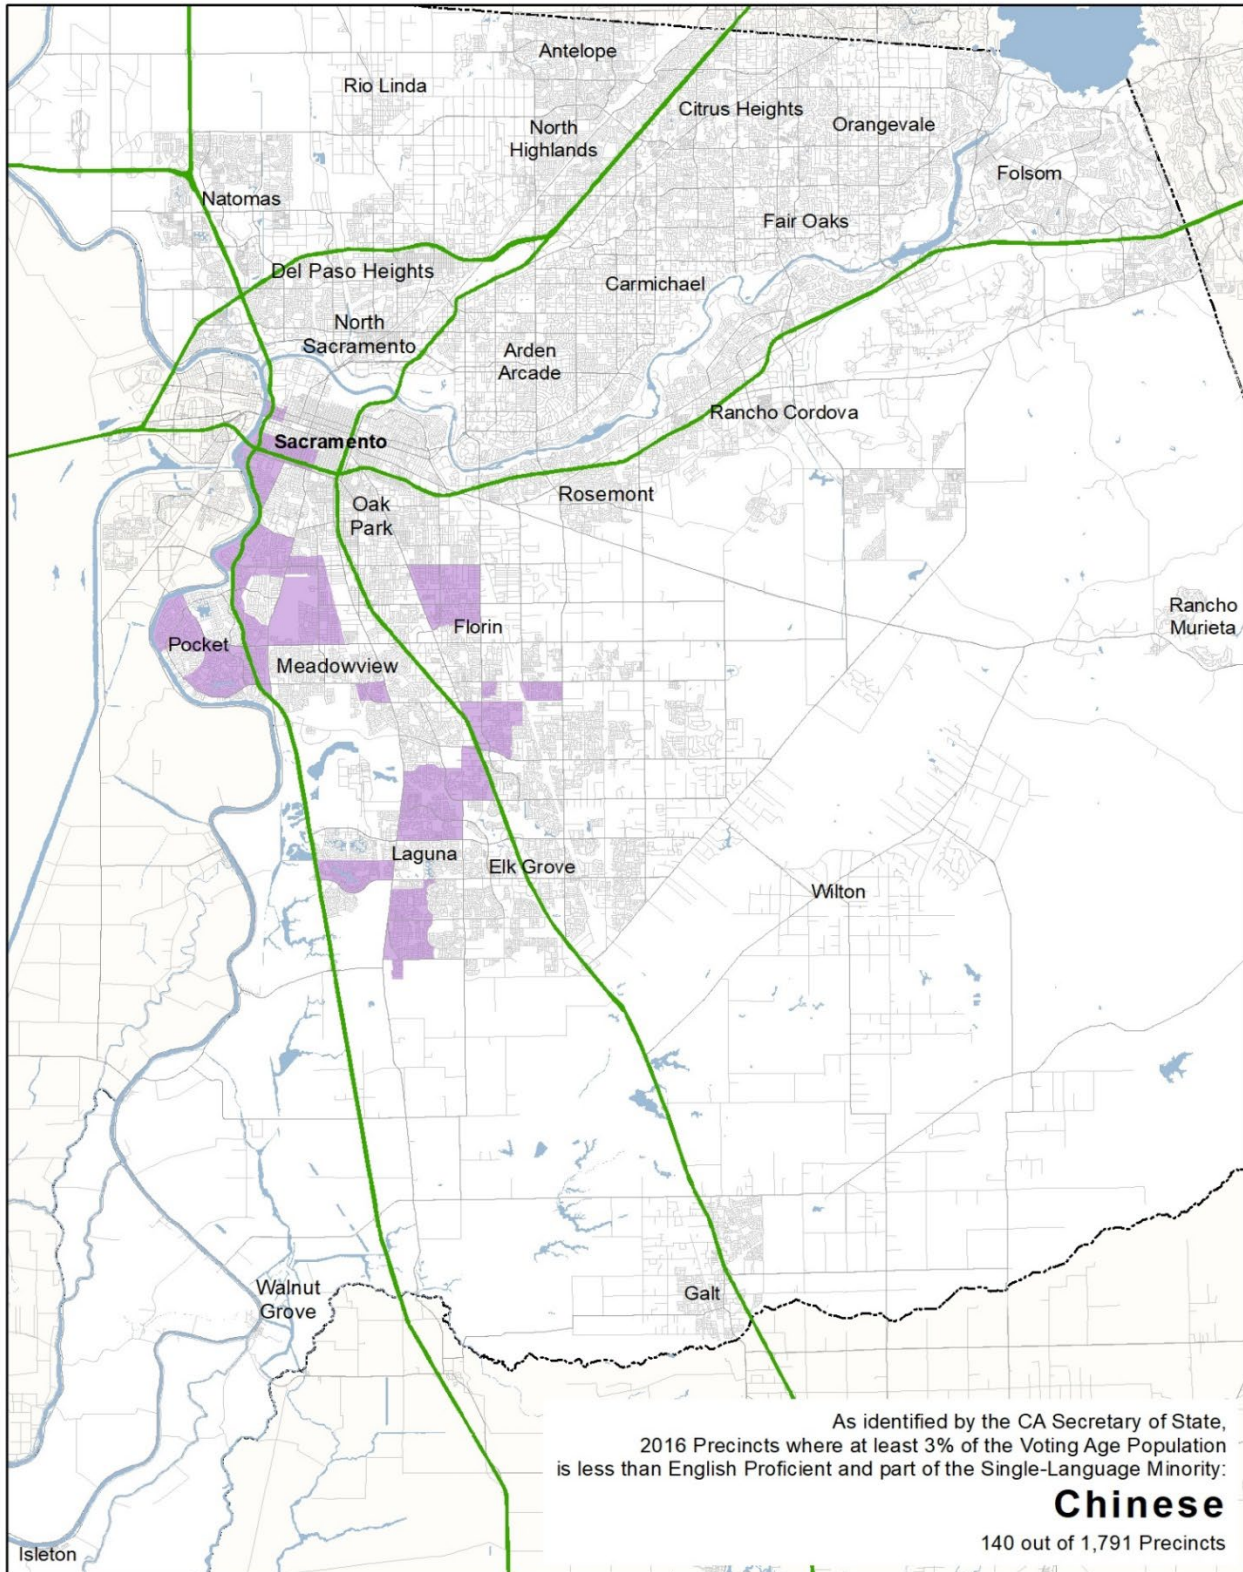 Antelope
Rio Linda
Citrus Heights
North
Highlands
Orangevale
Folsom
Natomas
Fair Oaks
Del Paso Heights
Carmichael
North
Sacramento
Arden
Arcade
Rancho Cordova
Sacramento
Rosemont
Oak
Park
Rancho
Murieta
Florin
Pocket
Meadowview
Laguna
Elk Grove
Wilton
Walnut
Grove
Galt
Isleton
As identified by the CA Secretary of State,
2016 Precincts where at least 3% of the Voting Age Population
is less than English Proficient and part of the Single-Language Minority:
Chinese
140 out of 1,791 Precincts